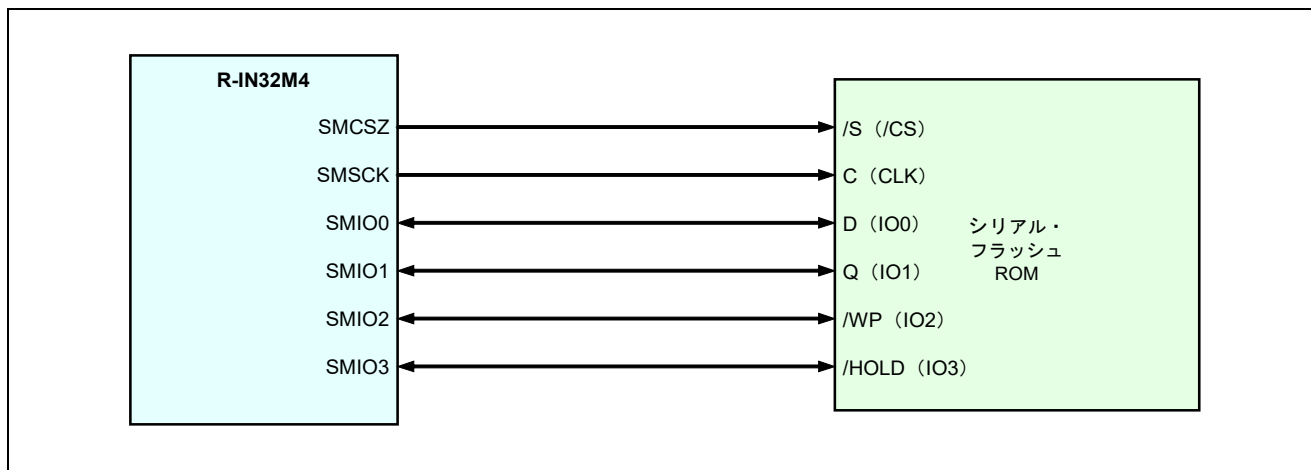 R-IN32M4
SMCSZ
SMSCK
SMIO0
SMIO1
SMIO2
SMIO3
/S（/CS）
C（CLK）
D（IO0）
Q（IO1）
/WP（IO2）
/HOLD（IO3）
シリアル・
フラッシュ
ROM